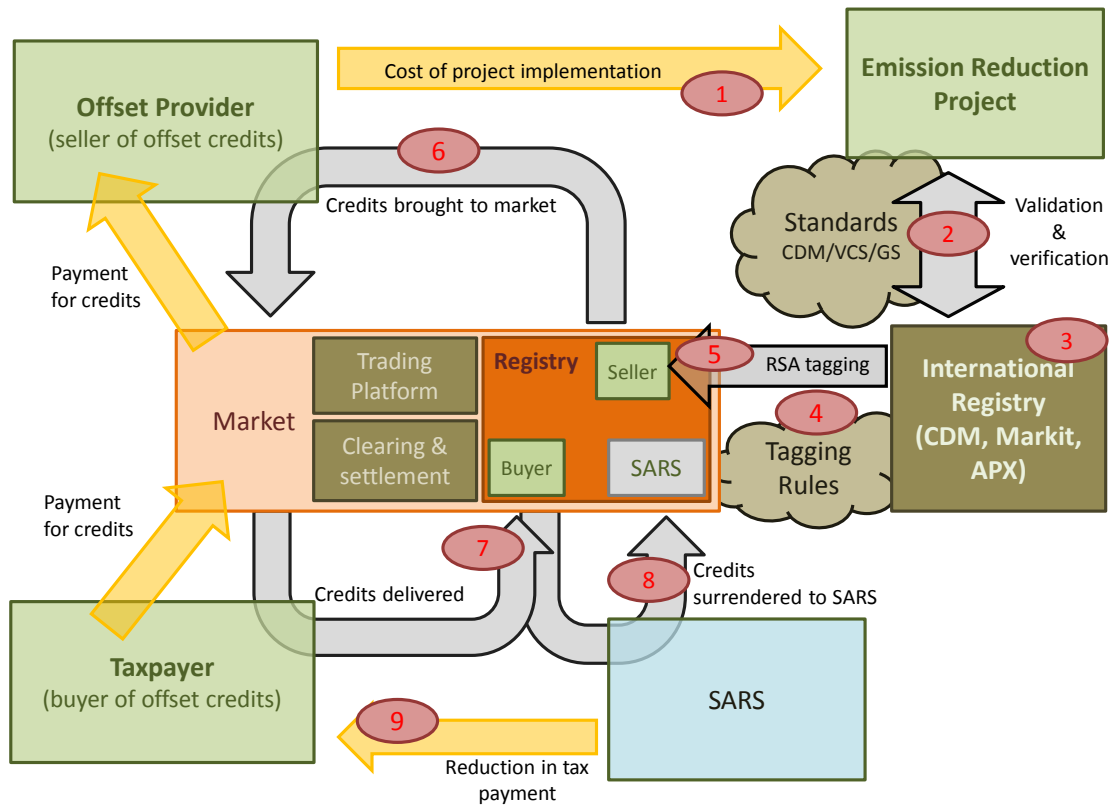 Offset Provider
(seller of offset credits)
Cost of project implementation
1
Emission Reduction
Project
6
Credits brought to market
Standards
CDM/VCS/GS
2
Validation
&
verification
Payment
for credits
Market
Trading
Platform
Clearing &
settlement
Registry
Seller
Buyer
SARS
5
RSA tagging
3
International
Registry
(CDM, Markit,
APX)
4
Tagging
Rules
Payment
for credits
7
Credits delivered
8
Credits
surrendered to SARS
Taxpayer
(buyer of offset credits)
9
Reduction in tax
payment
SARS